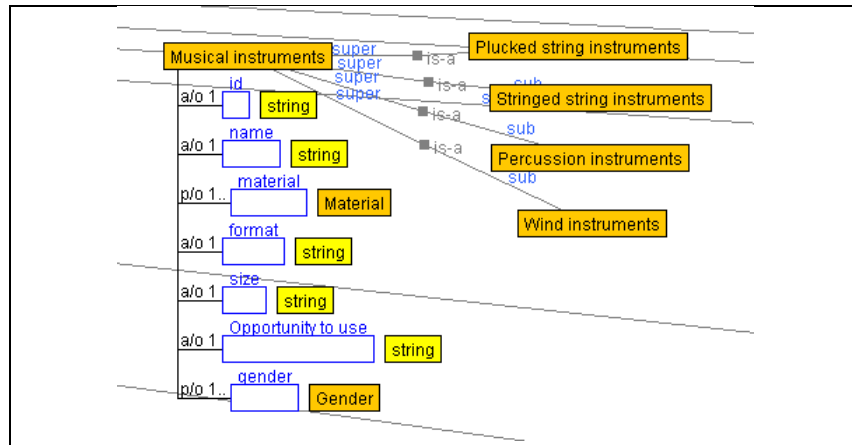 Musical instruments
super
is-a
Plucked string instruments
super
is-a
sub
Stringed string instruments
super
is-a
sub
Percussion instruments
is-a
sub
Wind instruments
a/o 1 id string
a/o 1 name string
p/o 1.. material Material
a/o 1 format string
a/o 1 size string
a/o 1 Opportunity to use string
p/o 1.. gender Gender